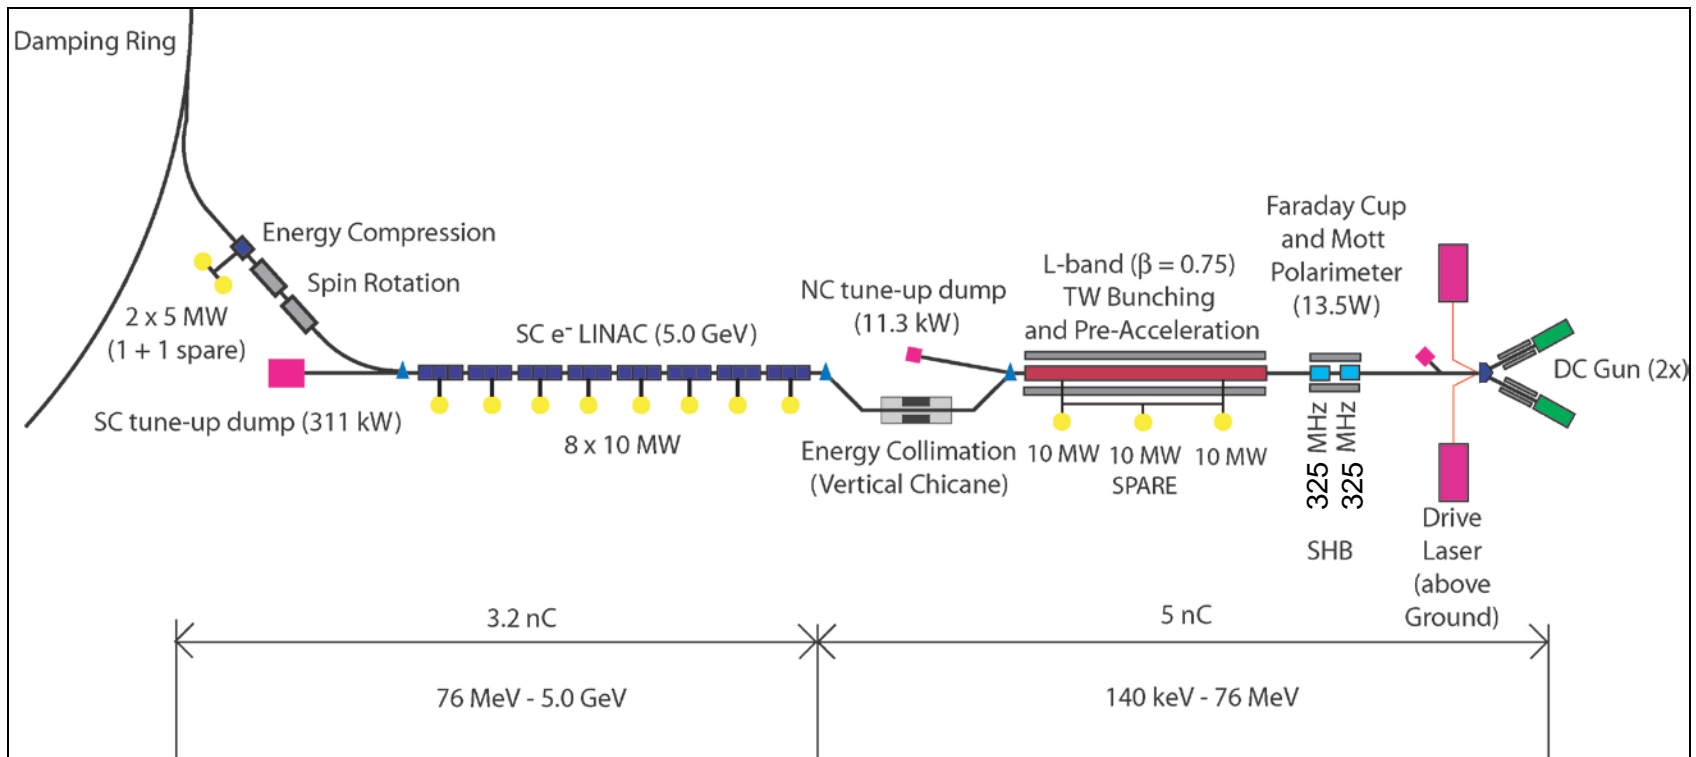 Damping Ring
Energy Compression
Spin Rotation
2 x 5 MW
(1 + 1 spare)
SC tune-up dump (311 kW)
SC e⁻ LINAC (5.0 GeV)
8 x 10 MW
NC tune-up dump
(11.3 kW)
Energy Collimation
(Vertical Chicane)
L-band (β = 0.75)
TW Bunching
and Pre-Acceleration
10 MW 10 MW 10 MW
SPARE
Faraday Cup
and Mott
Polarimeter
(13.5W)
325 MHz
325 MHz
SHB
DC Gun (2x)
Drive
Laser
(above
Ground)
3.2 nC
5 nC
76 MeV - 5.0 GeV
140 keV - 76 MeV